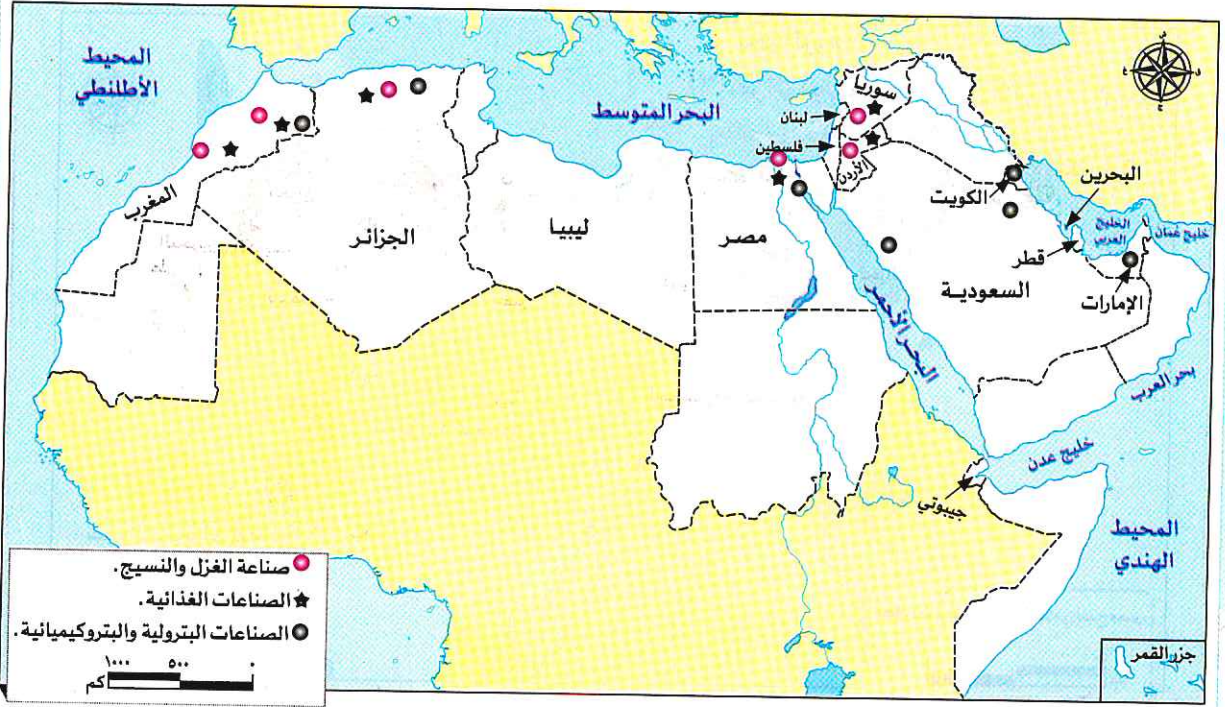 المحيط
الأطلنطي
البحر المتوسط
سوريا
لبنان
فلسطين
الأردن
الكويت
البحرين
الخليج
العربي
خليج عمان
قطر
الإمارات
السعودية
المغرب
الجزائر
ليبيا
مصر
البحر الأحمر
بحر العرب
خليج عدن
جيبوتي
المحيط
الهندي
جزر القمر
صناعة الغزل والنسيج.
الصناعات الغذائية.
الصناعات البترولية والبتروكيميائية.
١٠٠٠ ٥٠٠ ٠
كم